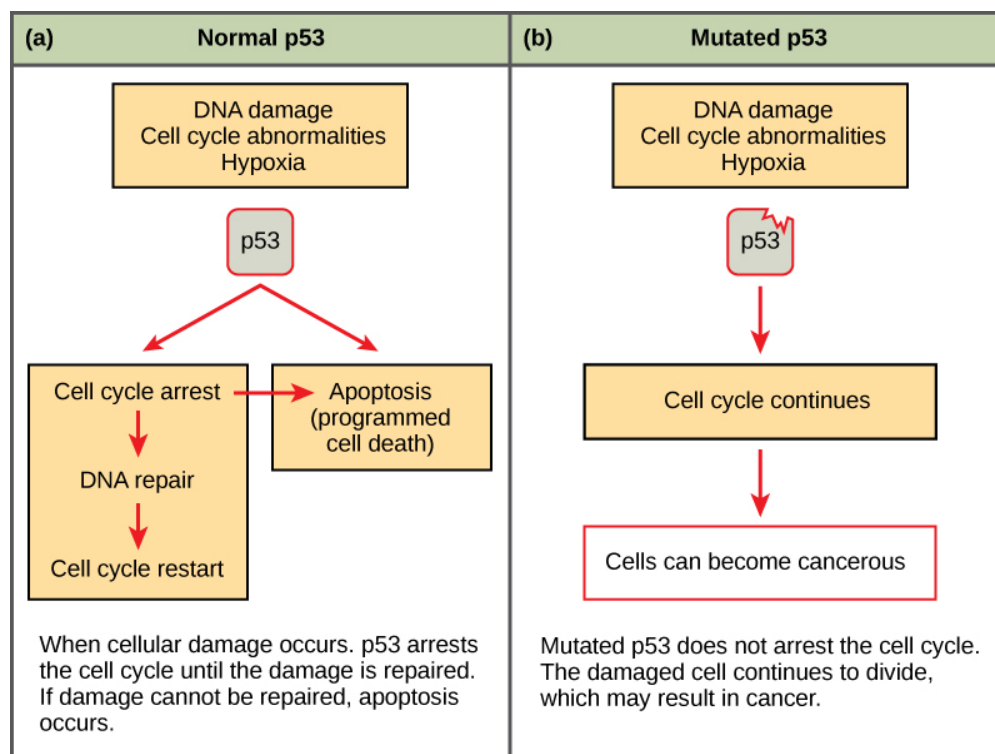 (a) Normal p53
DNA damage
Cell cycle abnormalities
Hypoxia
p53
Cell cycle arrest
DNA repair
Cell cycle restart
Apoptosis
(programmed
cell death)
When cellular damage occurs. p53 arrests
the cell cycle until the damage is repaired.
If damage cannot be repaired, apoptosis
occurs.
(b) Mutated p53
DNA damage
Cell cycle abnormalities
Hypoxia
p53
Cell cycle continues
Cells can become cancerous
Mutated p53 does not arrest the cell cycle.
The damaged cell continues to divide,
which may result in cancer.